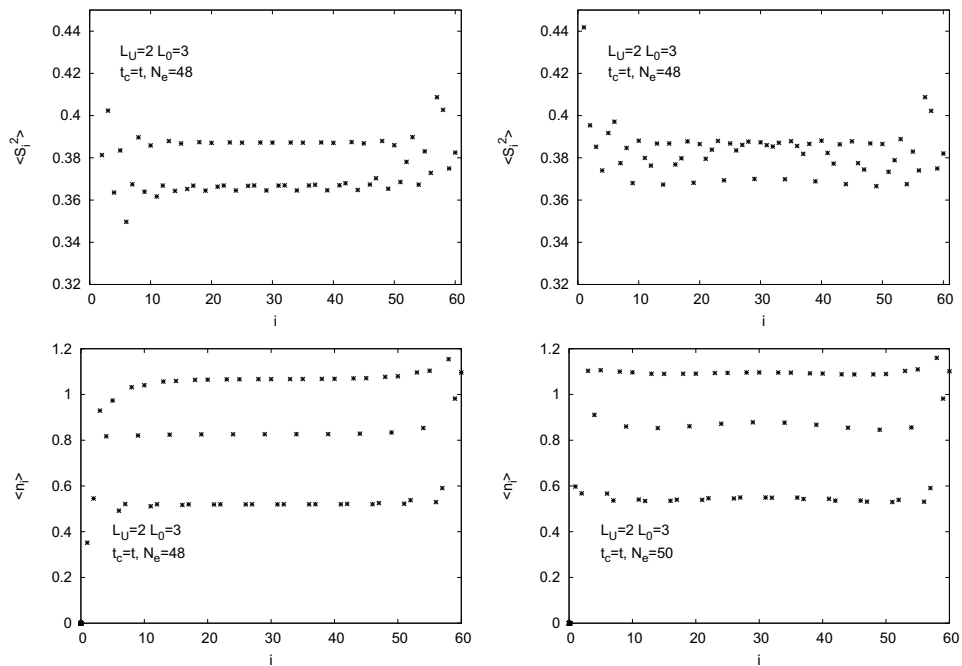 0.44
0.42
0.4
0.38
0.36
0.34
0.32
<S_i^2>
L_U=2 L_0=3
t_c=t, N_e=48
0 10 20 30 40 50 60
i
0.44
0.42
0.4
0.38
0.36
0.34
0.32
<S_i^2>
L_U=2 L_0=3
t_c=t, N_e=48
0 10 20 30 40 50 60
i
1.2
1
0.8
0.6
0.4
0.2
0
<n_i>
L_U=2 L_0=3
t_c=t, N_e=48
0 10 20 30 40 50 60
i
1.2
1
0.8
0.6
0.4
0.2
0
<n_i>
L_U=2 L_0=3
t_c=t, N_e=50
0 10 20 30 40 50 60
i